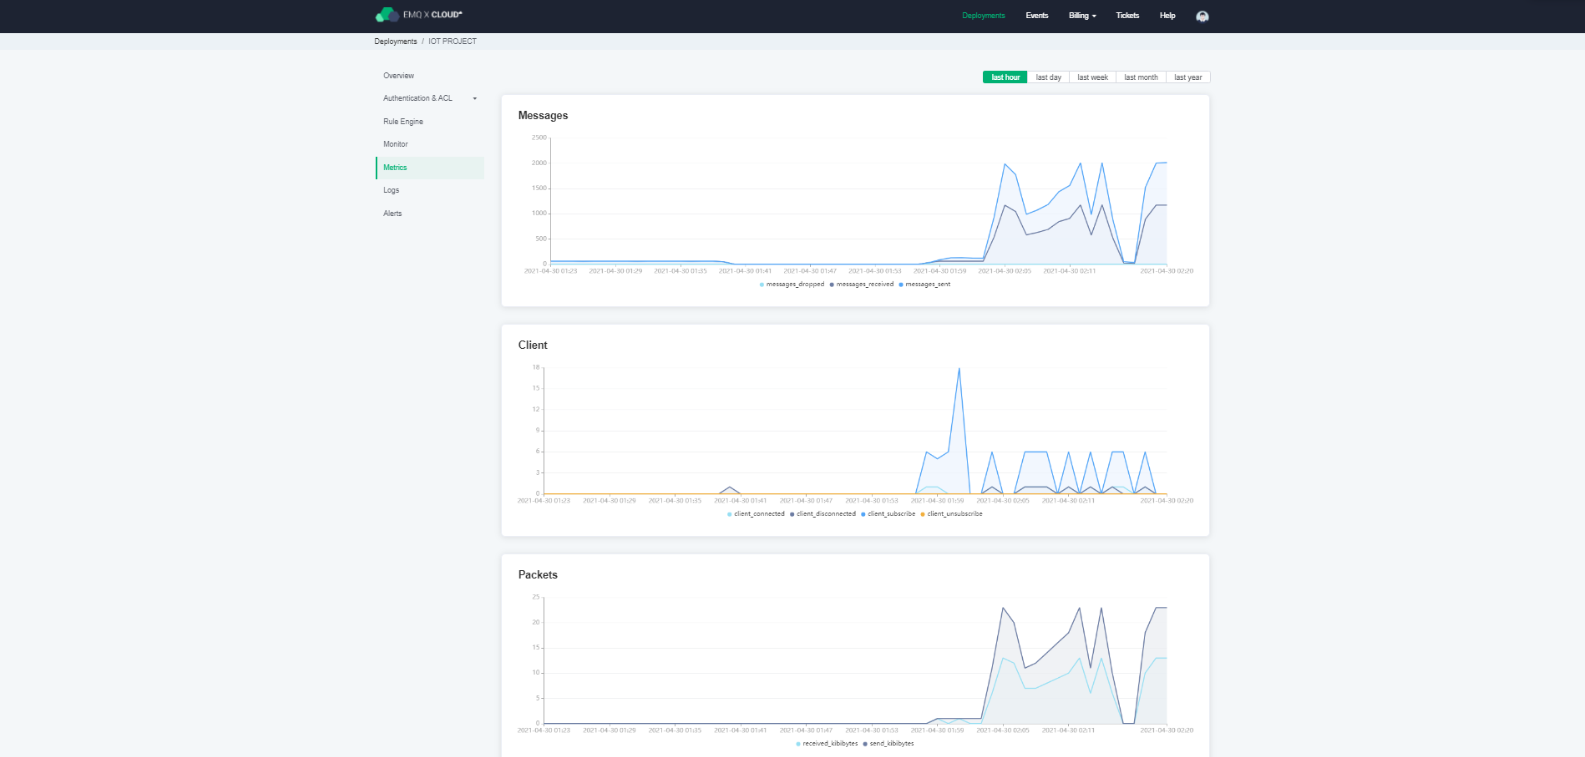 EMQ X CLOUD
Deployments Events Billing Tickets Help
Deployments / IOT PROJECT
Overview
Authentication & ACL
Rule Engine
Monitor
Metrics
Logs
Alerts
last hour last day last week last month last year
Messages
2500
2000
1500
1000
500
0
2021-04-30 01:23 2021-04-30 01:29 2021-04-30 01:35 2021-04-30 01:41 2021-04-30 01:47 2021-04-30 01:53 2021-04-30 01:59 2021-04-30 02:05 2021-04-30 02:11 2021-04-30 02:20
messages_dropped messages_received messages_sent
Client
18
15
12
9
6
3
0
2021-04-30 01:23 2021-04-30 01:29 2021-04-30 01:35 2021-04-30 01:41 2021-04-30 01:47 2021-04-30 01:53 2021-04-30 01:59 2021-04-30 02:05 2021-04-30 02:11 2021-04-30 02:20
client_connected client_disconnected client_subscribe client_unsubscribe
Packets
25
20
15
10
5
0
2021-04-30 01:23 2021-04-30 01:29 2021-04-30 01:35 2021-04-30 01:41 2021-04-30 01:47 2021-04-30 01:53 2021-04-30 01:59 2021-04-30 02:05 2021-04-30 02:11 2021-04-30 02:20
received_kibibytes send_kibibytes